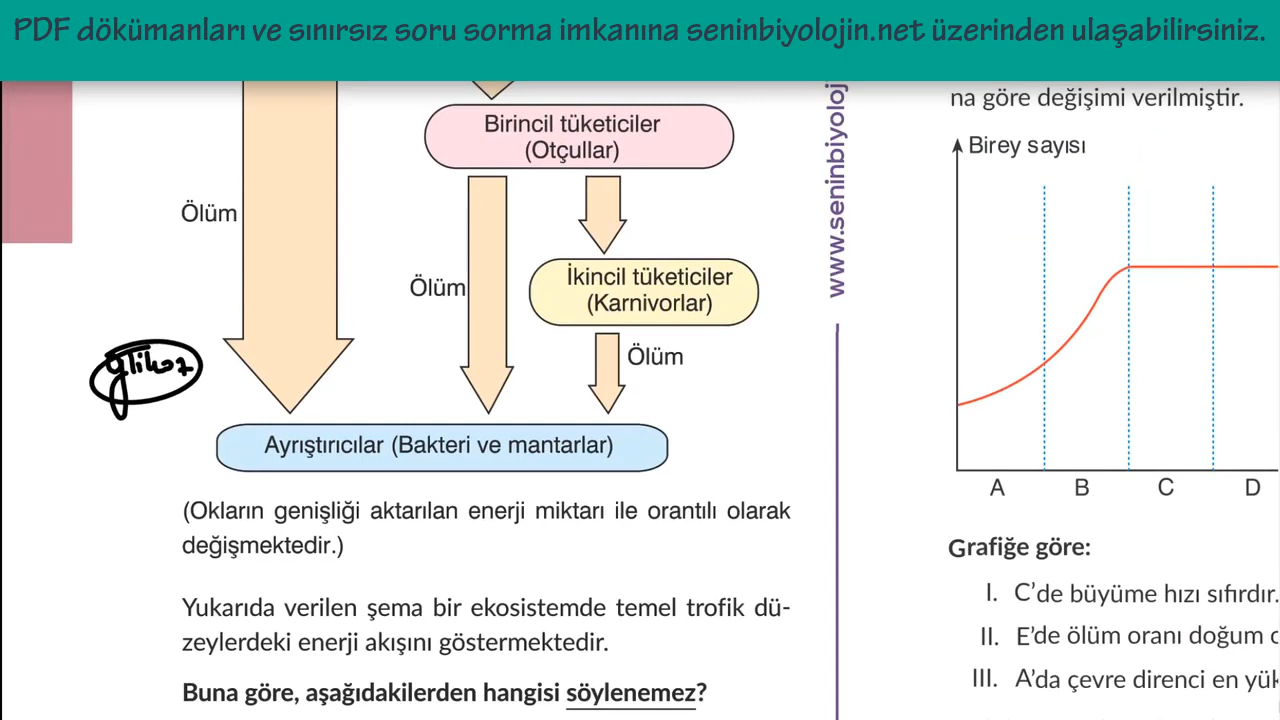 PDF dökümanları ve sınırsız soru sorma imkanına seninbiyolojin.net üzerinden ulaşabilirsiniz.
Birincil tüketiciler
(Otçullar)
Ölüm
Ölüm
İkincil tüketiciler
(Karnivorlar)
Ölüm
Ayrıştırıcılar (Bakteri ve mantarlar)
(Okların genişliği aktarılan enerji miktarı ile orantılı olarak
değişmektedir.)
Yukarıda verilen şema bir ekosistemde temel trofik dü-
zeylerdeki enerji akışını göstermektedir.
Buna göre, aşağıdakilerden hangisi söylenemez?
www.seninbiyoloj
na göre değişimi verilmiştir.
Birey sayısı
A B C D
Grafiğe göre:
I. C'de büyüme hızı sıfırdır.
II. E'de ölüm oranı doğum
III. A'da çevre direnci en yük